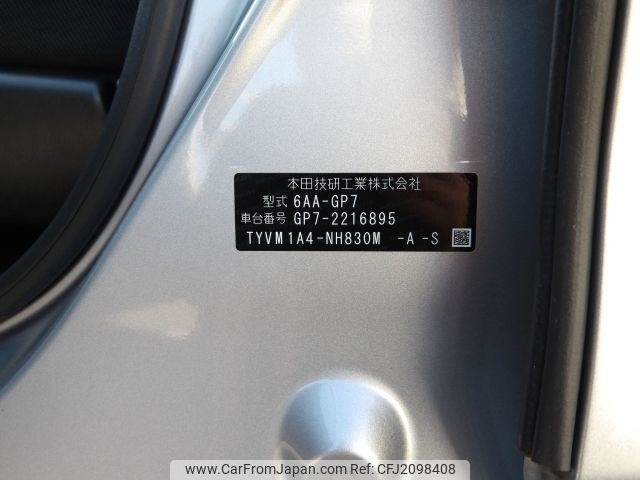 本田技研工業株式会社
型式 6AA-GP7
車台番号 GP7-2216895
TYVM1A4-NH830M -A -S
www.CarFromJapan.com | Ref: CFJ2098408